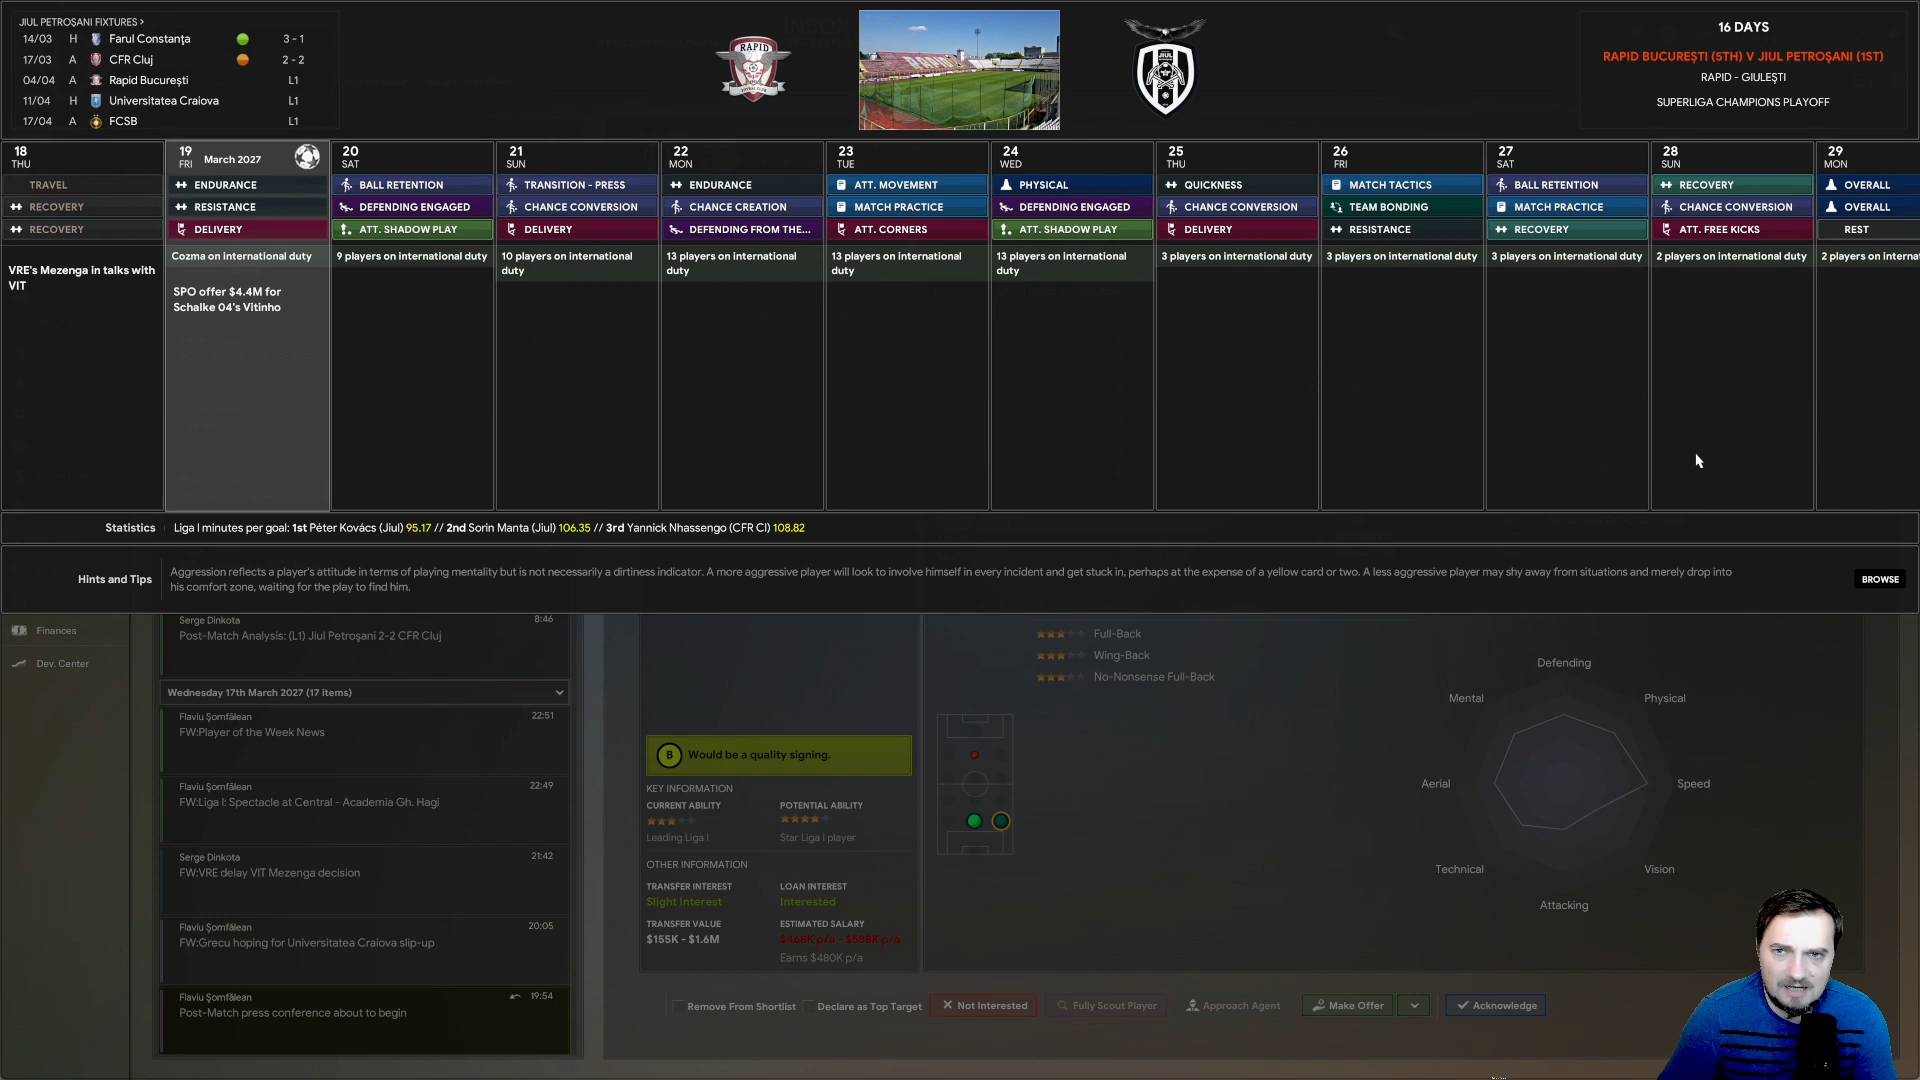 JIUL PETROȘANI FIXTURES >
14/03 H Farul Constanța 3 - 1
17/03 A CFR Cluj 2 - 2
04/04 A Rapid București L1
11/04 H Universitatea Craiova L1
17/04 A FCSB L1
RAPID
JIUL
16 DAYS
RAPID BUCUREȘTI (5TH) V JIUL PETROȘANI (1ST)
RAPID - GIULEȘTI
SUPERLIGA CHAMPIONS PLAYOFF
18
THU
TRAVEL
RECOVERY
RECOVERY
VRE's Mezenga in talks with
VIT
19
FRI March 2027
ENDURANCE
RESISTANCE
DELIVERY
Cozma on international duty
SPO offer $4.4M for
Schalke 04's Vitinho
20
SAT
BALL RETENTION
DEFENDING ENGAGED
ATT. SHADOW PLAY
9 players on international duty
21
SUN
TRANSITION - PRESS
CHANCE CONVERSION
DELIVERY
10 players on international
duty
22
MON
ENDURANCE
CHANCE CREATION
DEFENDING FROM THE...
13 players on international
duty
23
TUE
ATT. MOVEMENT
MATCH PRACTICE
ATT. CORNERS
13 players on international
duty
24
WED
PHYSICAL
DEFENDING ENGAGED
ATT. SHADOW PLAY
13 players on international
duty
25
THU
QUICKNESS
CHANCE CONVERSION
DELIVERY
3 players on international duty
26
FRI
MATCH TACTICS
TEAM BONDING
RESISTANCE
3 players on international duty
27
SAT
BALL RETENTION
MATCH PRACTICE
RECOVERY
3 players on international duty
28
SUN
RECOVERY
CHANCE CONVERSION
ATT. FREE KICKS
2 players on international duty
29
MON
OVERALL
OVERALL
REST
2 players on interna
Statistics Liga I minutes per goal: 1st Péter Kovács (Jiul) 95.17 // 2nd Sorin Manta (Jiul) 106.35 // 3rd Yannick Nhassengo (CFR Cl) 108.82
Hints and Tips
Aggression reflects a player's attitude in terms of playing mentality but is not necessarily a dirtiness indicator. A more aggressive player will look to involve himself in every incident and get stuck in, perhaps at the expense of a yellow card or two. A less aggressive player may shy away from situations and merely drop into
his comfort zone, waiting for the play to find him.
BROWSE
Finances
Dev. Center
Serge Dinkota 8:46
Post-Match Analysis: (L1) Jiul Petroșani 2-2 CFR Cluj
Wednesday 17th March 2027 (17 items)
Flaviu Șomfălean 22:51
FW:Player of the Week News
Flaviu Șomfălean 22:49
FW:Liga I: Spectacle at Central - Academia Gh. Hagi
Serge Dinkota 21:42
FW:VRE delay VIT Mezenga decision
Flaviu Șomfălean 20:05
FW:Grecu hoping for Universitatea Craiova slip-up
Flaviu Șomfălean 19:54
Post-Match press conference about to begin
B Would be a quality signing.
KEY INFORMATION
CURRENT ABILITY POTENTIAL ABILITY
Leading Liga I Star Liga I player
OTHER INFORMATION
TRANSFER INTEREST LOAN INTEREST
Slight Interest Interested
TRANSFER VALUE ESTIMATED SALARY
$155K - $1.6M $468K p/a - $588K p/a
Earns $480K p/a
Full-Back
Wing-Back
No-Nonsense Full-Back
Defending
Mental Physical
Aerial Speed
Technical Vision
Attacking
Remove From Shortlist Declare as Top Target Not Interested Fully Scout Player Approach Agent Make Offer Acknowledge